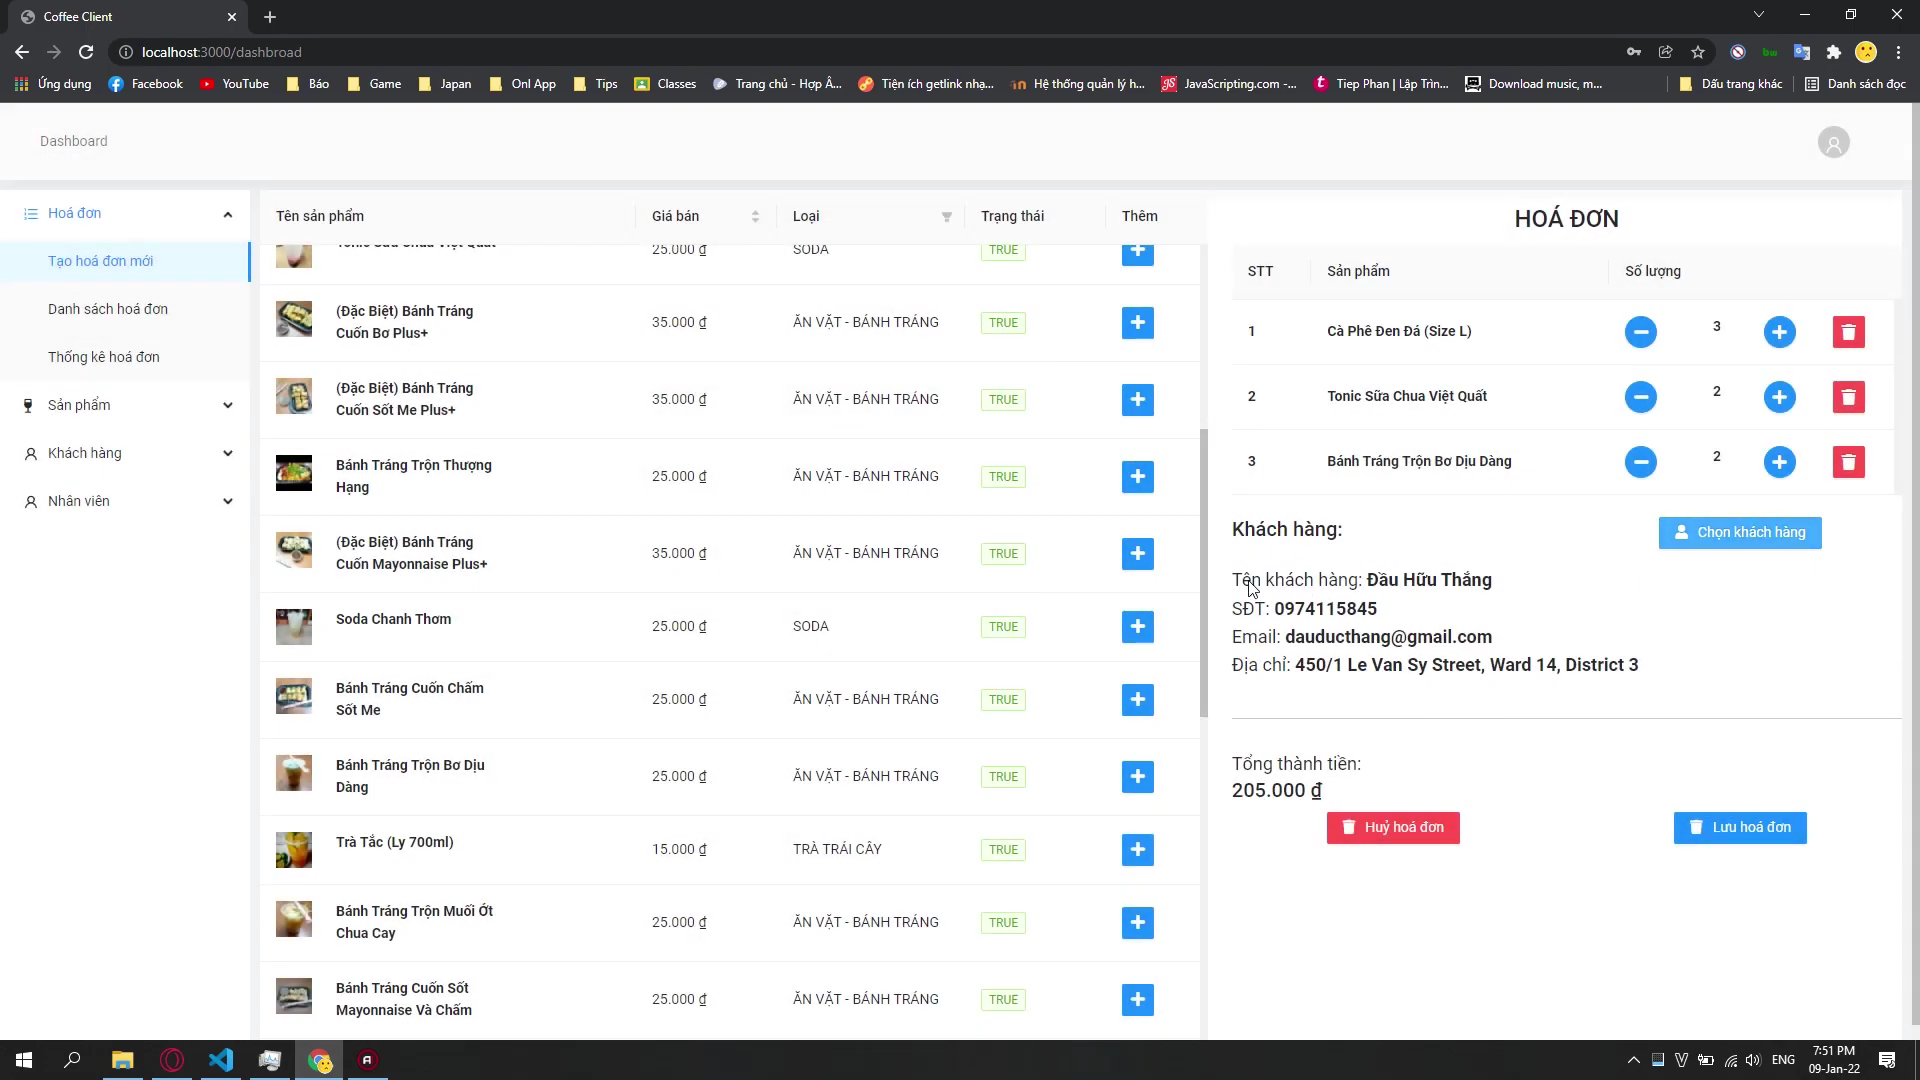 Coffee Client
localhost:3000/dashbroad
Ứng dụng
Facebook
YouTube
Báo
Game
Japan
Onl App
Tips
Classes
Trang chủ - Hợp Â...
Tiện ích getlink nhạ...
Hệ thống quản lý h...
JavaScripting.com -...
Tiep Phan | Lập Trìn...
Download music, m...
Dấu trang khác
Danh sách đọc
Dashboard
Hoá đơn
Tạo hoá đơn mới
Danh sách hoá đơn
Thống kê hoá đơn
Sản phẩm
Khách hàng
Nhân viên
Tên sản phẩm Giá bán Loại Trạng thái Thêm
Tonic Sữa Chua Việt Quất 25.000 ₫ SODA TRUE
(Đặc Biệt) Bánh Tráng
Cuốn Bơ Plus+
35.000 ₫ ĂN VẶT - BÁNH TRÁNG TRUE
(Đặc Biệt) Bánh Tráng
Cuốn Sốt Me Plus+
35.000 ₫ ĂN VẶT - BÁNH TRÁNG TRUE
Bánh Tráng Trộn Thượng
Hạng
25.000 ₫ ĂN VẶT - BÁNH TRÁNG TRUE
(Đặc Biệt) Bánh Tráng
Cuốn Mayonnaise Plus+
35.000 ₫ ĂN VẶT - BÁNH TRÁNG TRUE
Soda Chanh Thơm 25.000 ₫ SODA TRUE
Bánh Tráng Cuốn Chấm
Sốt Me
25.000 ₫ ĂN VẶT - BÁNH TRÁNG TRUE
Bánh Tráng Trộn Bơ Dịu
Dàng
25.000 ₫ ĂN VẶT - BÁNH TRÁNG TRUE
Trà Tắc (Ly 700ml) 15.000 ₫ TRÀ TRÁI CÂY TRUE
Bánh Tráng Trộn Muối Ớt
Chua Cay
25.000 ₫ ĂN VẶT - BÁNH TRÁNG TRUE
Bánh Tráng Cuốn Sốt
Mayonnaise Và Chấm
25.000 ₫ ĂN VẶT - BÁNH TRÁNG TRUE
HOÁ ĐƠN
STT Sản phẩm Số lượng
1 Cà Phê Đen Đá (Size L) 3
2 Tonic Sữa Chua Việt Quất 2
3 Bánh Tráng Trộn Bơ Dịu Dàng 2
Khách hàng:
Chọn khách hàng
Tên khách hàng: Đầu Hữu Thắng
SĐT: 0974115845
Email: dauducthang@gmail.com
Địa chỉ: 450/1 Le Van Sy Street, Ward 14, District 3
Tổng thành tiền:
205.000 ₫
Huỷ hoá đơn
Lưu hoá đơn
ENG
7:51 PM
09-Jan-22